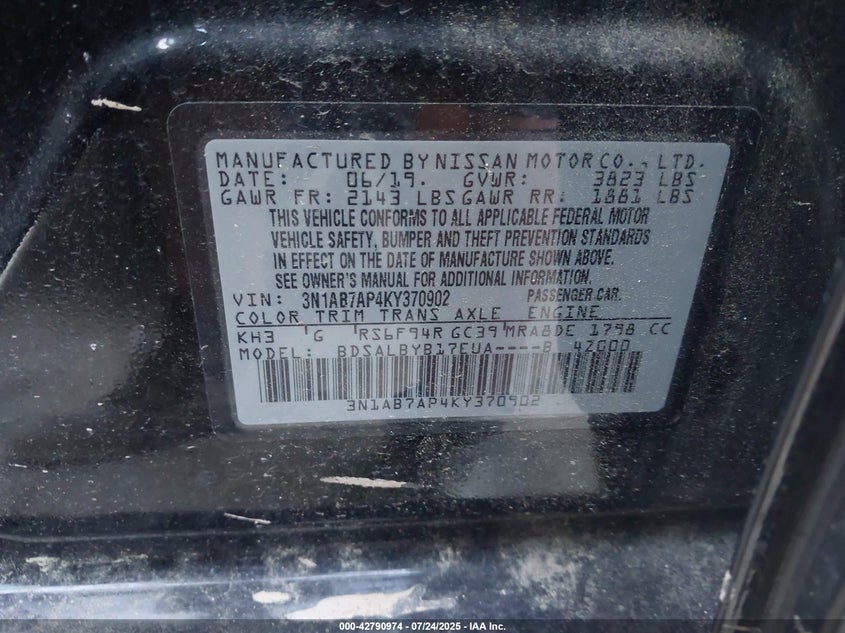 MANUFACTURED BY NISSAN MOTOR CO., LTD.
DATE: 06/19. GVWR: 3823 LBS
GAWR FR: 2143 LBS GAWR RR: 1881 LBS
THIS VEHICLE CONFORMS TO ALL APPLICABLE FEDERAL MOTOR
VEHICLE SAFETY, BUMPER AND THEFT PREVENTION STANDARDS
IN EFFECT ON THE DATE OF MANUFACTURE SHOWN ABOVE.
SEE OWNER'S MANUAL FOR ADDITIONAL INFORMATION.
VIN: 3N1AB7AP4KY370902 PASSENGER CAR.
COLOR TRIM TRANS AXLE ENGINE
KH3 'G RS6F94R GC39 MRA8DE 1798 CC
MODEL: BDSALBYB17EUA----B 42000
3N1AB7AP4KY370902
000-42790974 - 07/24/2025 - IAA Inc.